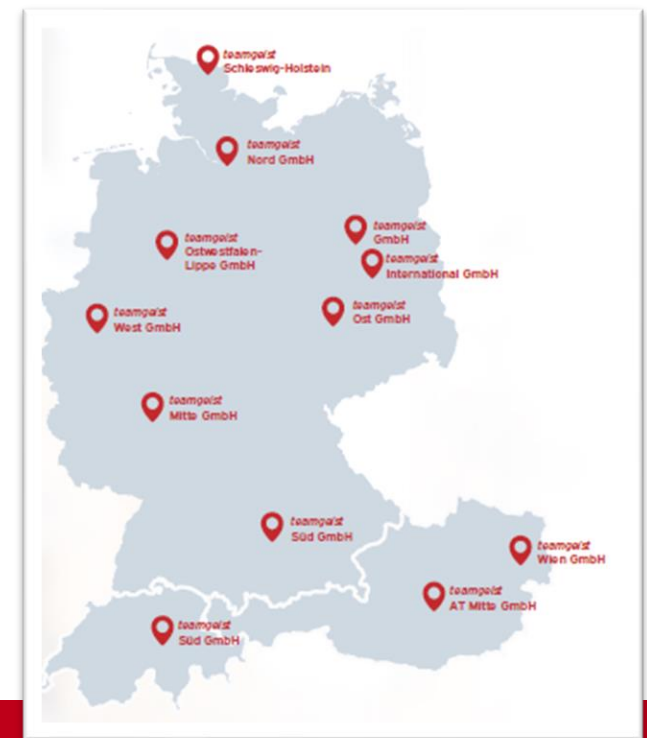 teamgeist
Schleswig-Holstein
teamgeist
Nord GmbH
teamgeist
GmbH
teamgeist
Ostwestfalen-
Lippe GmbH
teamgeist
International GmbH
teamgeist
Ost GmbH
teamgeist
West GmbH
teamgeist
Mitte GmbH
teamgeist
Süd GmbH
teamgeist
Wien GmbH
teamgeist
AT Mitte GmbH
teamgeist
Süd GmbH